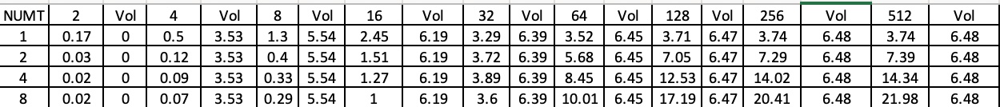 NUMT 2 Vol 4 Vol 8 Vol 16 Vol 32 Vol 64 Vol 128 Vol 256 Vol 512 Vol
1 0.17 0 0.5 3.53 1.3 5.54 2.45 6.19 3.29 6.39 3.52 6.45 3.71 6.47 3.74 6.48 3.74 6.48
2 0.03 0 0.12 3.53 0.4 5.54 1.51 6.19 3.72 6.39 5.68 6.45 7.05 6.47 7.29 6.48 7.39 6.48
4 0.02 0 0.09 3.53 0.33 5.54 1.27 6.19 3.89 6.39 8.45 6.45 12.53 6.47 14.02 6.48 14.34 6.48
8 0.02 0 0.07 3.53 0.29 5.54 1 6.19 3.6 6.39 10.01 6.45 17.19 6.47 20.41 6.48 21.98 6.48